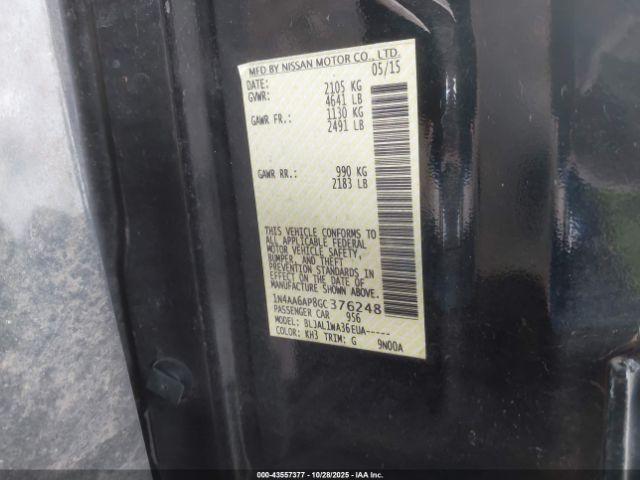 MFD BY NISSAN MOTOR CO., LTD.
DATE: 05/15
GVWR: 2105 KG
4641 LB
GAWR FR.: 1130 KG
2491 LB
GAWR RR.: 990 KG
2183 LB
THIS VEHICLE CONFORMS TO
ALL APPLICABLE FEDERAL
MOTOR VEHICLE SAFETY,
BUMPER, AND THEFT
PREVENTION STANDARDS IN
EFFECT ON THE DATE OF
MANUFACTURE SHOWN ABOVE.
1N4AA6AP8GC376248
PASSENGER CAR 956
MODEL: BLJAL1WA36EUA-----
COLOR: KH3 TRIM: G 9N00A
000-43557377 - 10/28/2025 - IAA Inc.